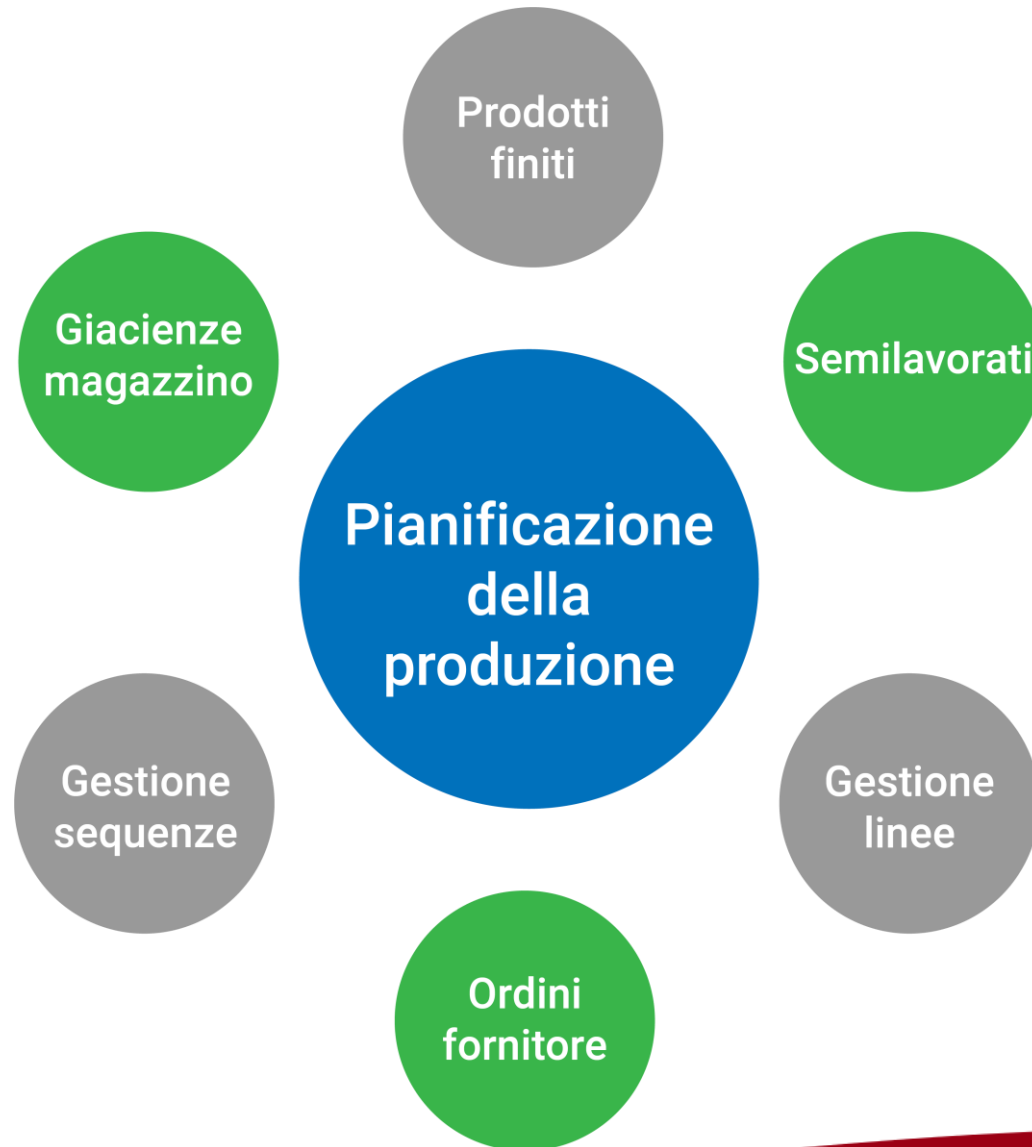 Prodotti
finiti
Giacienze
magazzino
Semilavorati
Pianificazione
della
produzione
Gestione
sequenze
Gestione
linee
Ordini
fornitore